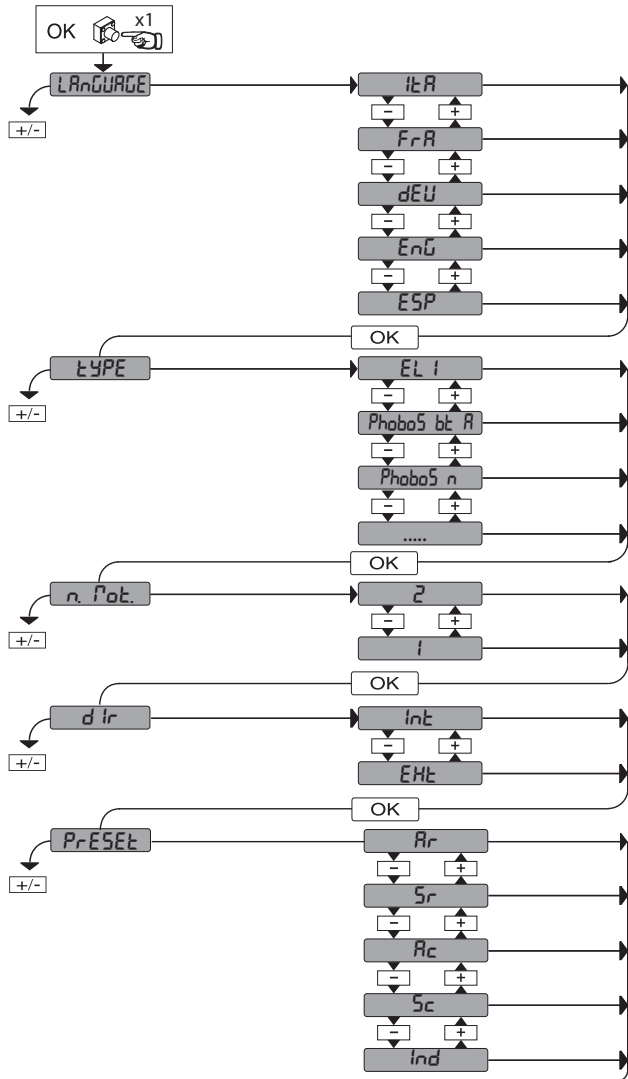 OK x1
LAnGUAGE ItA
+/- - +
FrA
- +
dEU
- +
EnG
- +
ESP
OK
tYPE EL 1
+/- - +
PhoboS bt A
- +
PhoboS n
- +
.....
OK
n. Mot. 2
+/- - +
1
OK
dIr Int
+/- - +
EHt
OK
PrESEt Ar
+/- - +
Sr
- +
Ac
- +
Sc
- +
Ind